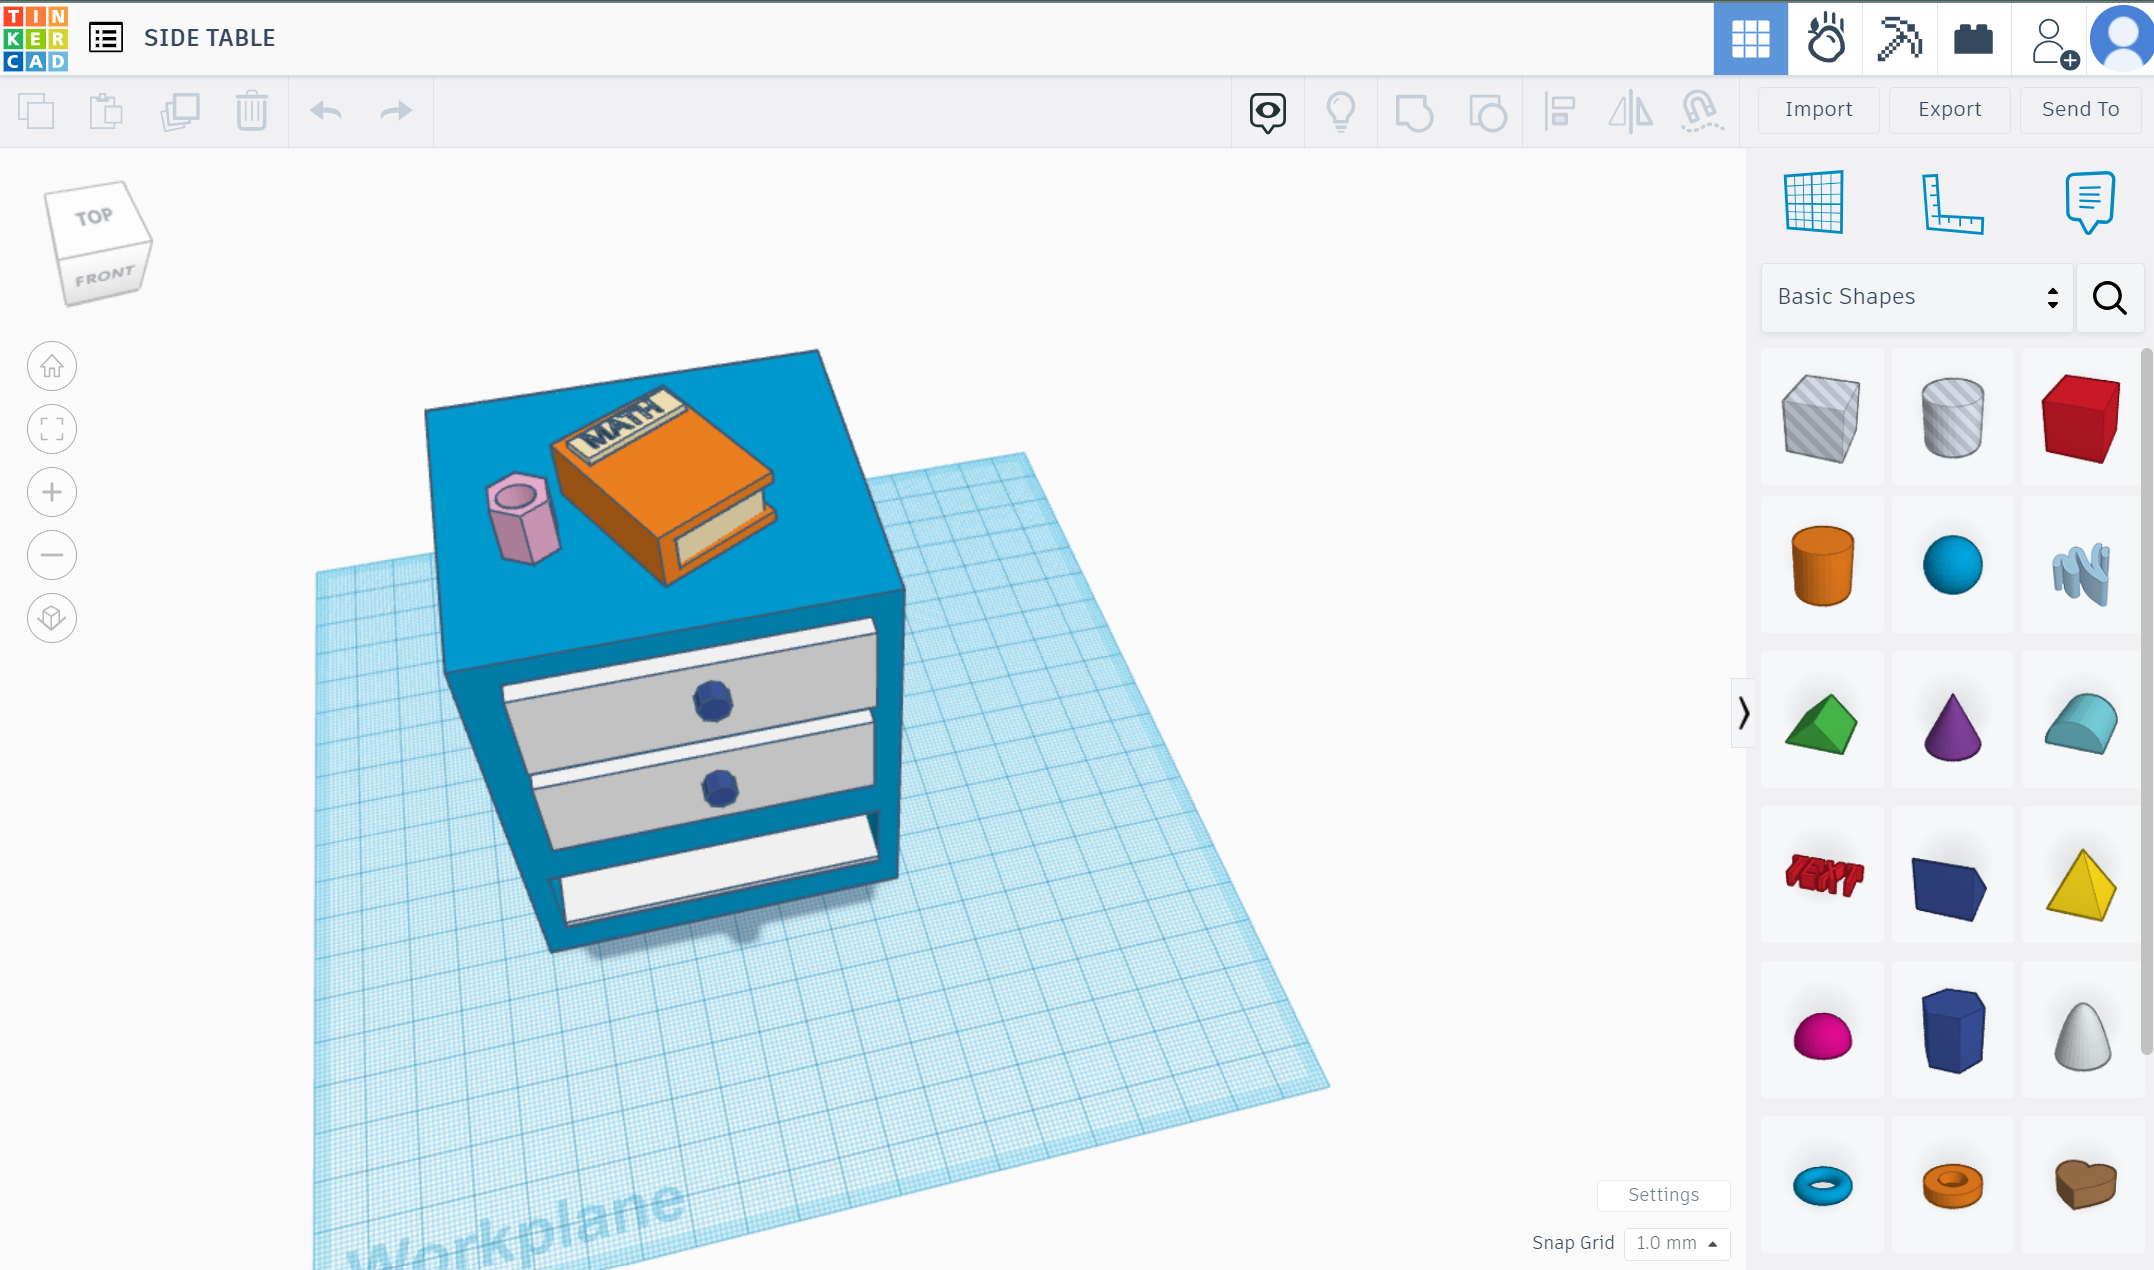 TIN
KER
CAD
SIDE TABLE
Import
Export
Send To
TOP
FRONT
Basic Shapes
MATH
TEXT
Workplane
Settings
Snap Grid
1.0 mm